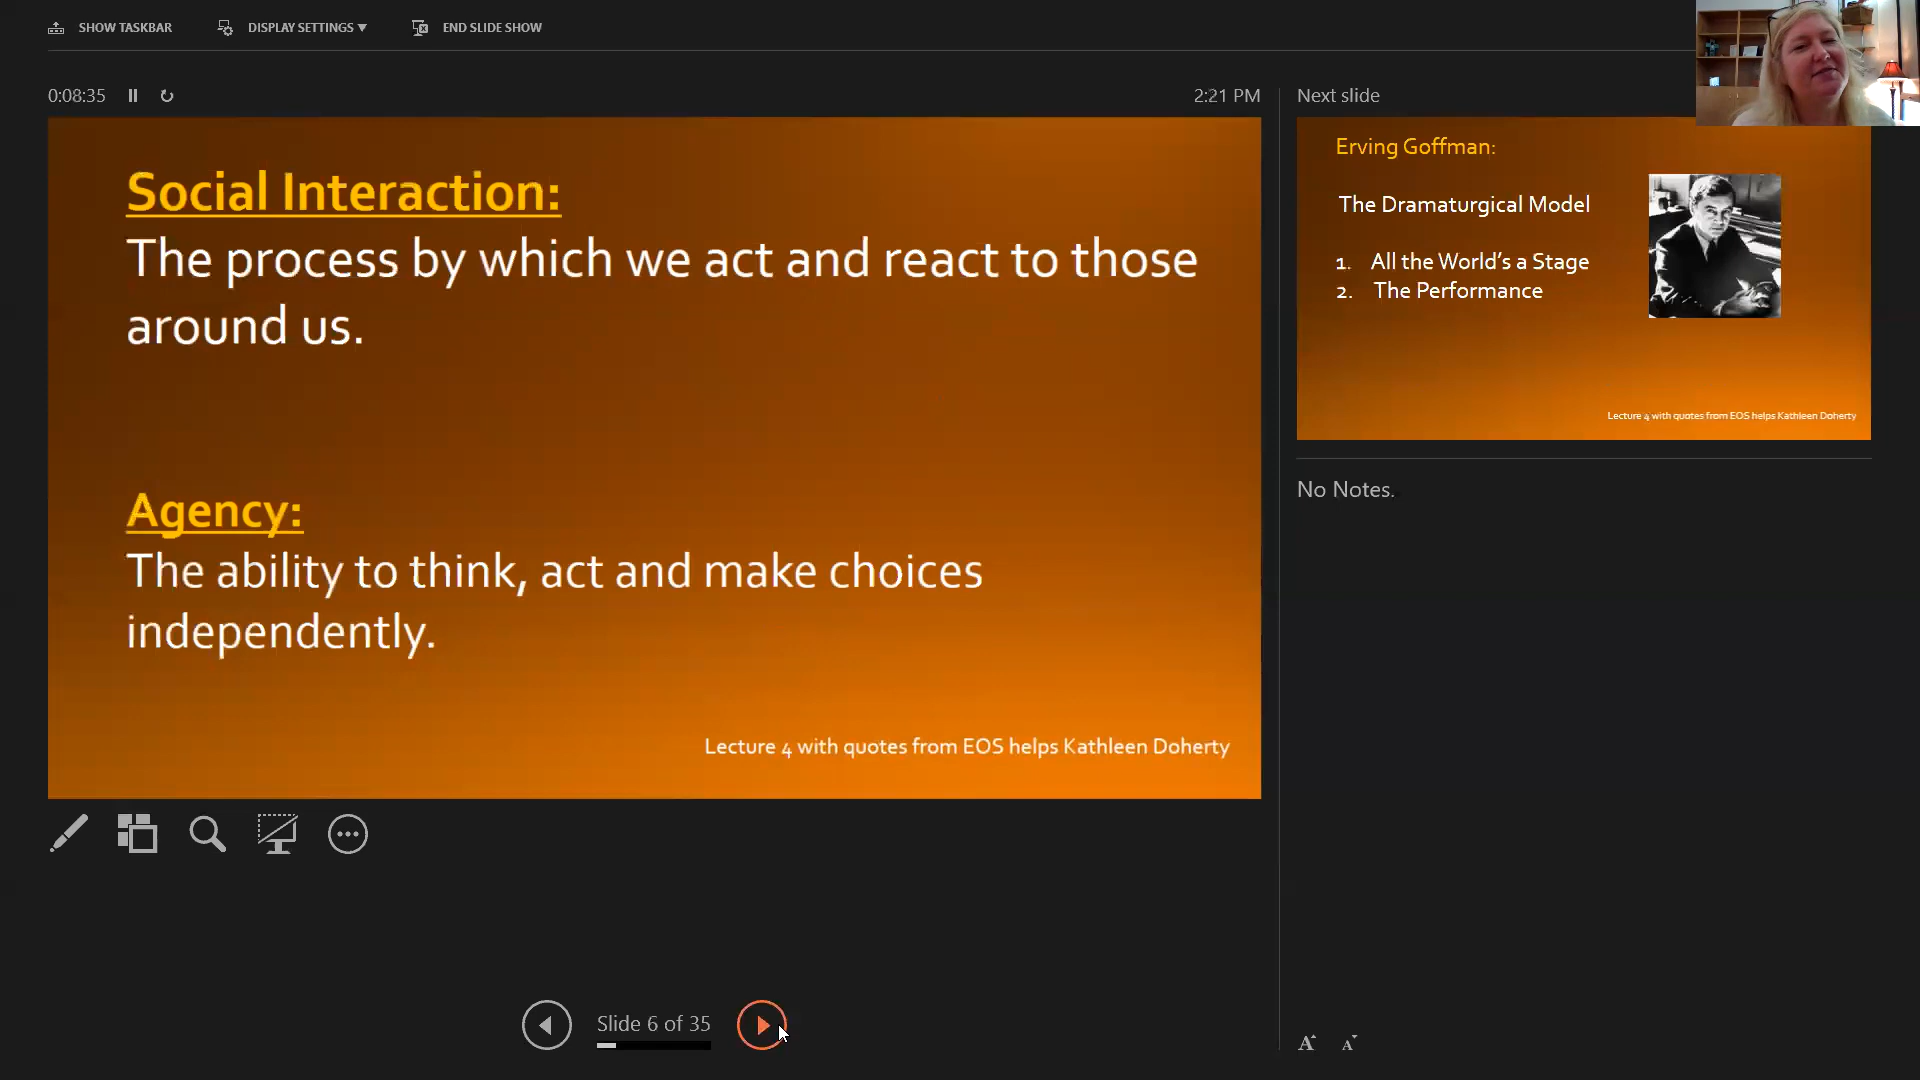 SHOW TASKBAR
DISPLAY SETTINGS ▼
END SLIDE SHOW
0:08:35
2:21 PM
Social Interaction:
The process by which we act and react to those
around us.
Agency:
The ability to think, act and make choices
independently.
Lecture 4 with quotes from EOS helps Kathleen Doherty
Next slide
Erving Goffman:
The Dramaturgical Model
1. All the World's a Stage
2. The Performance
Lecture 4 with quotes from EOS helps Kathleen Doherty
No Notes.
Slide 6 of 35
A A